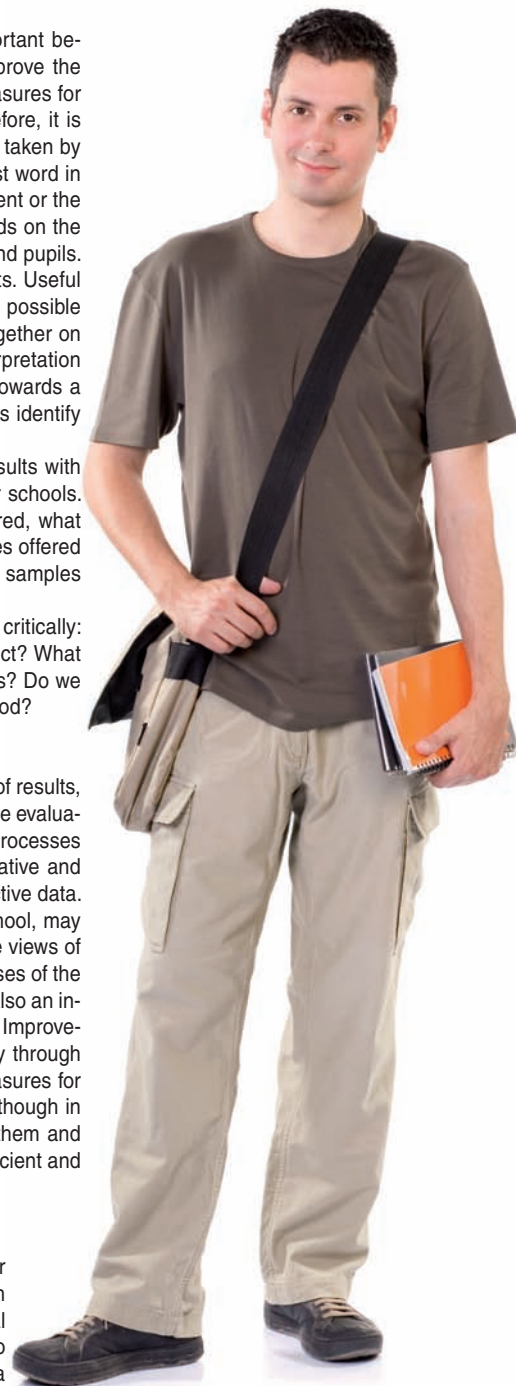 ortant be-
prove the
asures for
efore, it is
taken by
st word in
ent or the
ds on the
nd pupils.
ts. Useful
possible
gether on
rpretation
owards a
s identify
sults with
r schools.
red, what
es offered
samples
critically:
ct? What
s? Do we
od?
of results,
e evalua-
rocesses
ative and
tive data.
hool, may
e views of
ses of the
also an in-
Improve-
y through
asures for
though in
them and
cient and
r
n
al
o
a